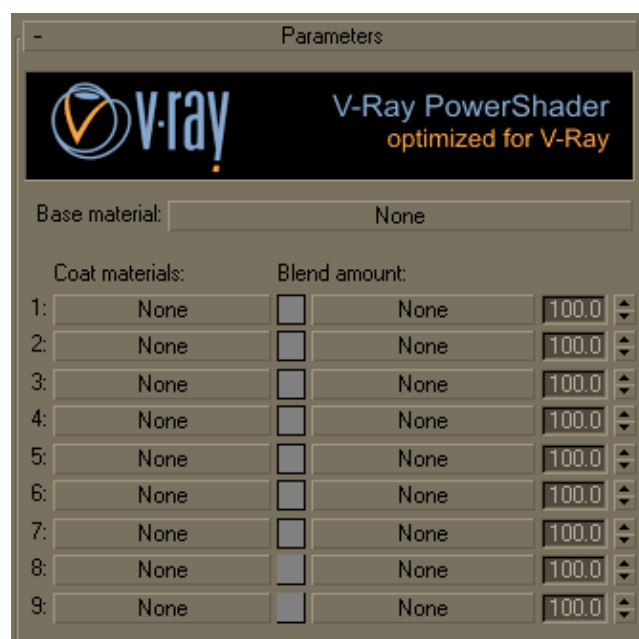 - Parameters
v·ray V-Ray PowerShader
optimized for V-Ray
Base material: None
Coat materials: Blend amount:
1: None None 100.0
2: None None 100.0
3: None None 100.0
4: None None 100.0
5: None None 100.0
6: None None 100.0
7: None None 100.0
8: None None 100.0
9: None None 100.0